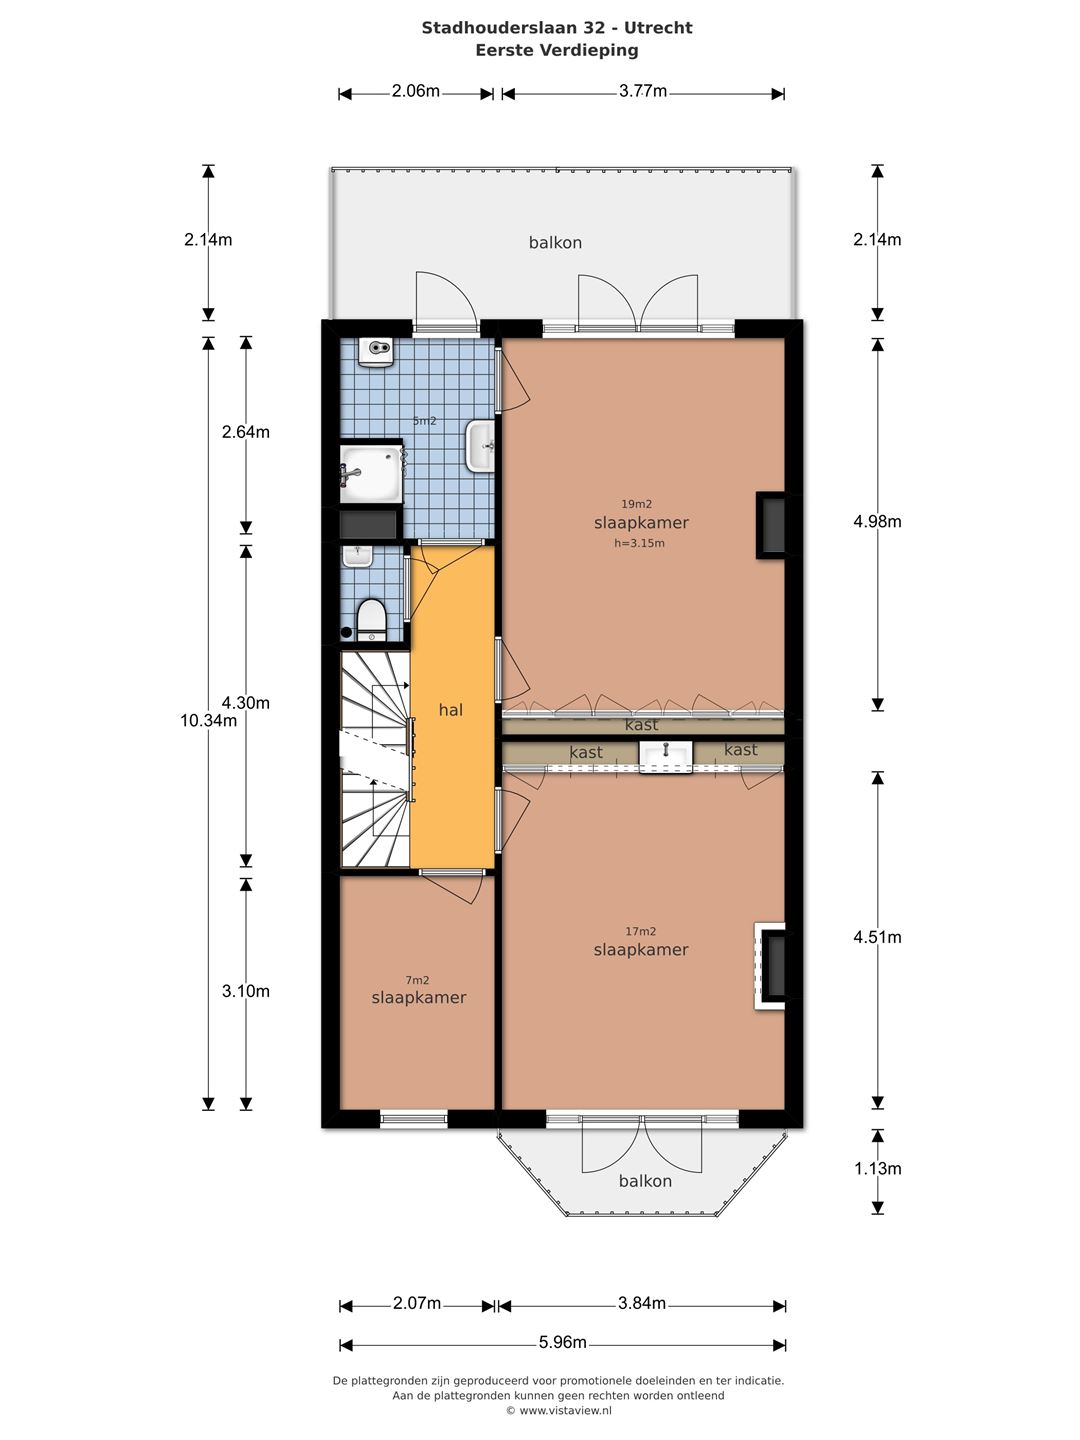 Stadhouderslaan 32 - Utrecht
Eerste Verdieping
2.06m
3.77m
2.14m
balkon
2.14m
5m2
2.64m
19m2
slaapkamer
h=3.15m
4.98m
4.30m
10.34m
hal
kast
kast
kast
17m2
slaapkamer
4.51m
7m2
slaapkamer
3.10m
balkon
1.13m
2.07m
3.84m
5.96m
De plattegronden zijn geproduceerd voor promotionele doeleinden en ter indicatie.
Aan de plattegronden kunnen geen rechten worden ontleend
© www.vistaview.nl